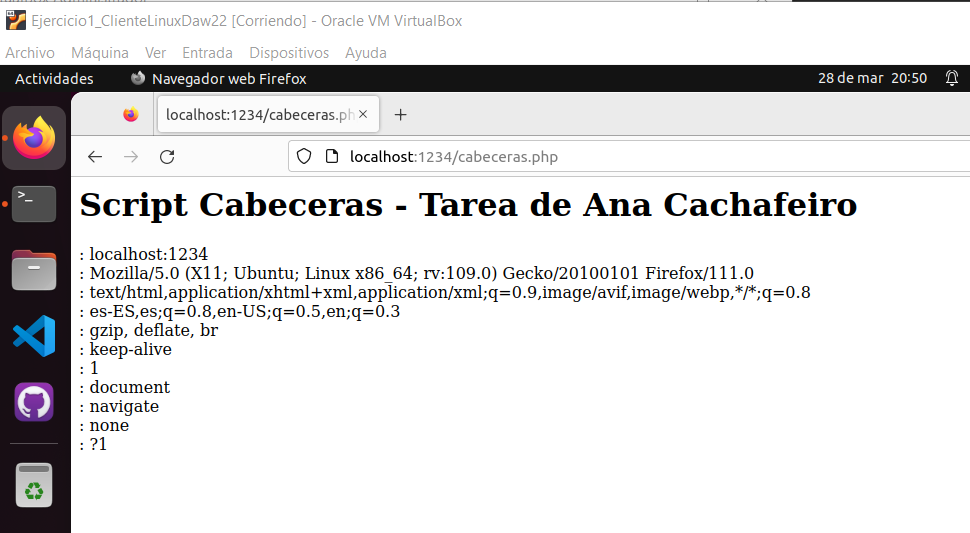 Ejercicio1_ClienteLinuxDaw22 [Corriendo] - Oracle VM VirtualBox
Archivo Máquina Ver Entrada Dispositivos Ayuda
Actividades Navegador web Firefox 28 de mar 20:50
localhost:1234/cabeceras.ph
localhost:1234/cabeceras.php
>_
Script Cabeceras - Tarea de Ana Cachafeiro
: localhost:1234
: Mozilla/5.0 (X11; Ubuntu; Linux x86_64; rv:109.0) Gecko/20100101 Firefox/111.0
: text/html,application/xhtml+xml,application/xml;q=0.9,image/avif,image/webp,*/*;q=0.8
: es-ES,es;q=0.8,en-US;q=0.5,en;q=0.3
: gzip, deflate, br
: keep-alive
: 1
: document
: navigate
: none
: ?1